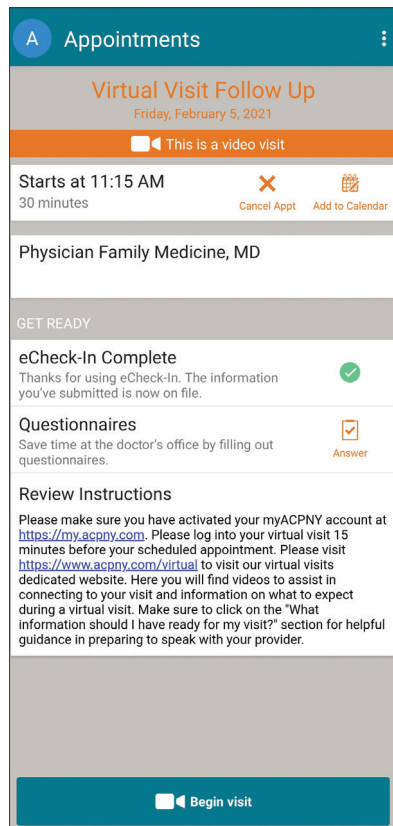 A Appointments
Virtual Visit Follow Up
Friday, February 5, 2021
This is a video visit
Starts at 11:15 AM
30 minutes
Cancel Appt
Add to Calendar
Physician Family Medicine, MD
GET READY
eCheck-In Complete
Thanks for using eCheck-In. The information
you've submitted is now on file.
Questionnaires
Save time at the doctor's office by filling out
questionnaires.
Answer
Review Instructions
Please make sure you have activated your myACPNY account at
https://my.acpny.com. Please log into your virtual visit 15
minutes before your scheduled appointment. Please visit
https://www.acpny.com/virtual to visit our virtual visits
dedicated website. Here you will find videos to assist in
connecting to your visit and information on what to expect
during a virtual visit. Make sure to click on the "What
information should I have ready for my visit?" section for helpful
guidance in preparing to speak with your provider.
Begin visit